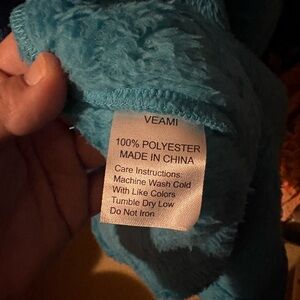 VEAMI
100% POLYESTER
MADE IN CHINA
Care Instructions:
Machine Wash Cold
With Like Colors
Tumble Dry Low
Do Not Iron